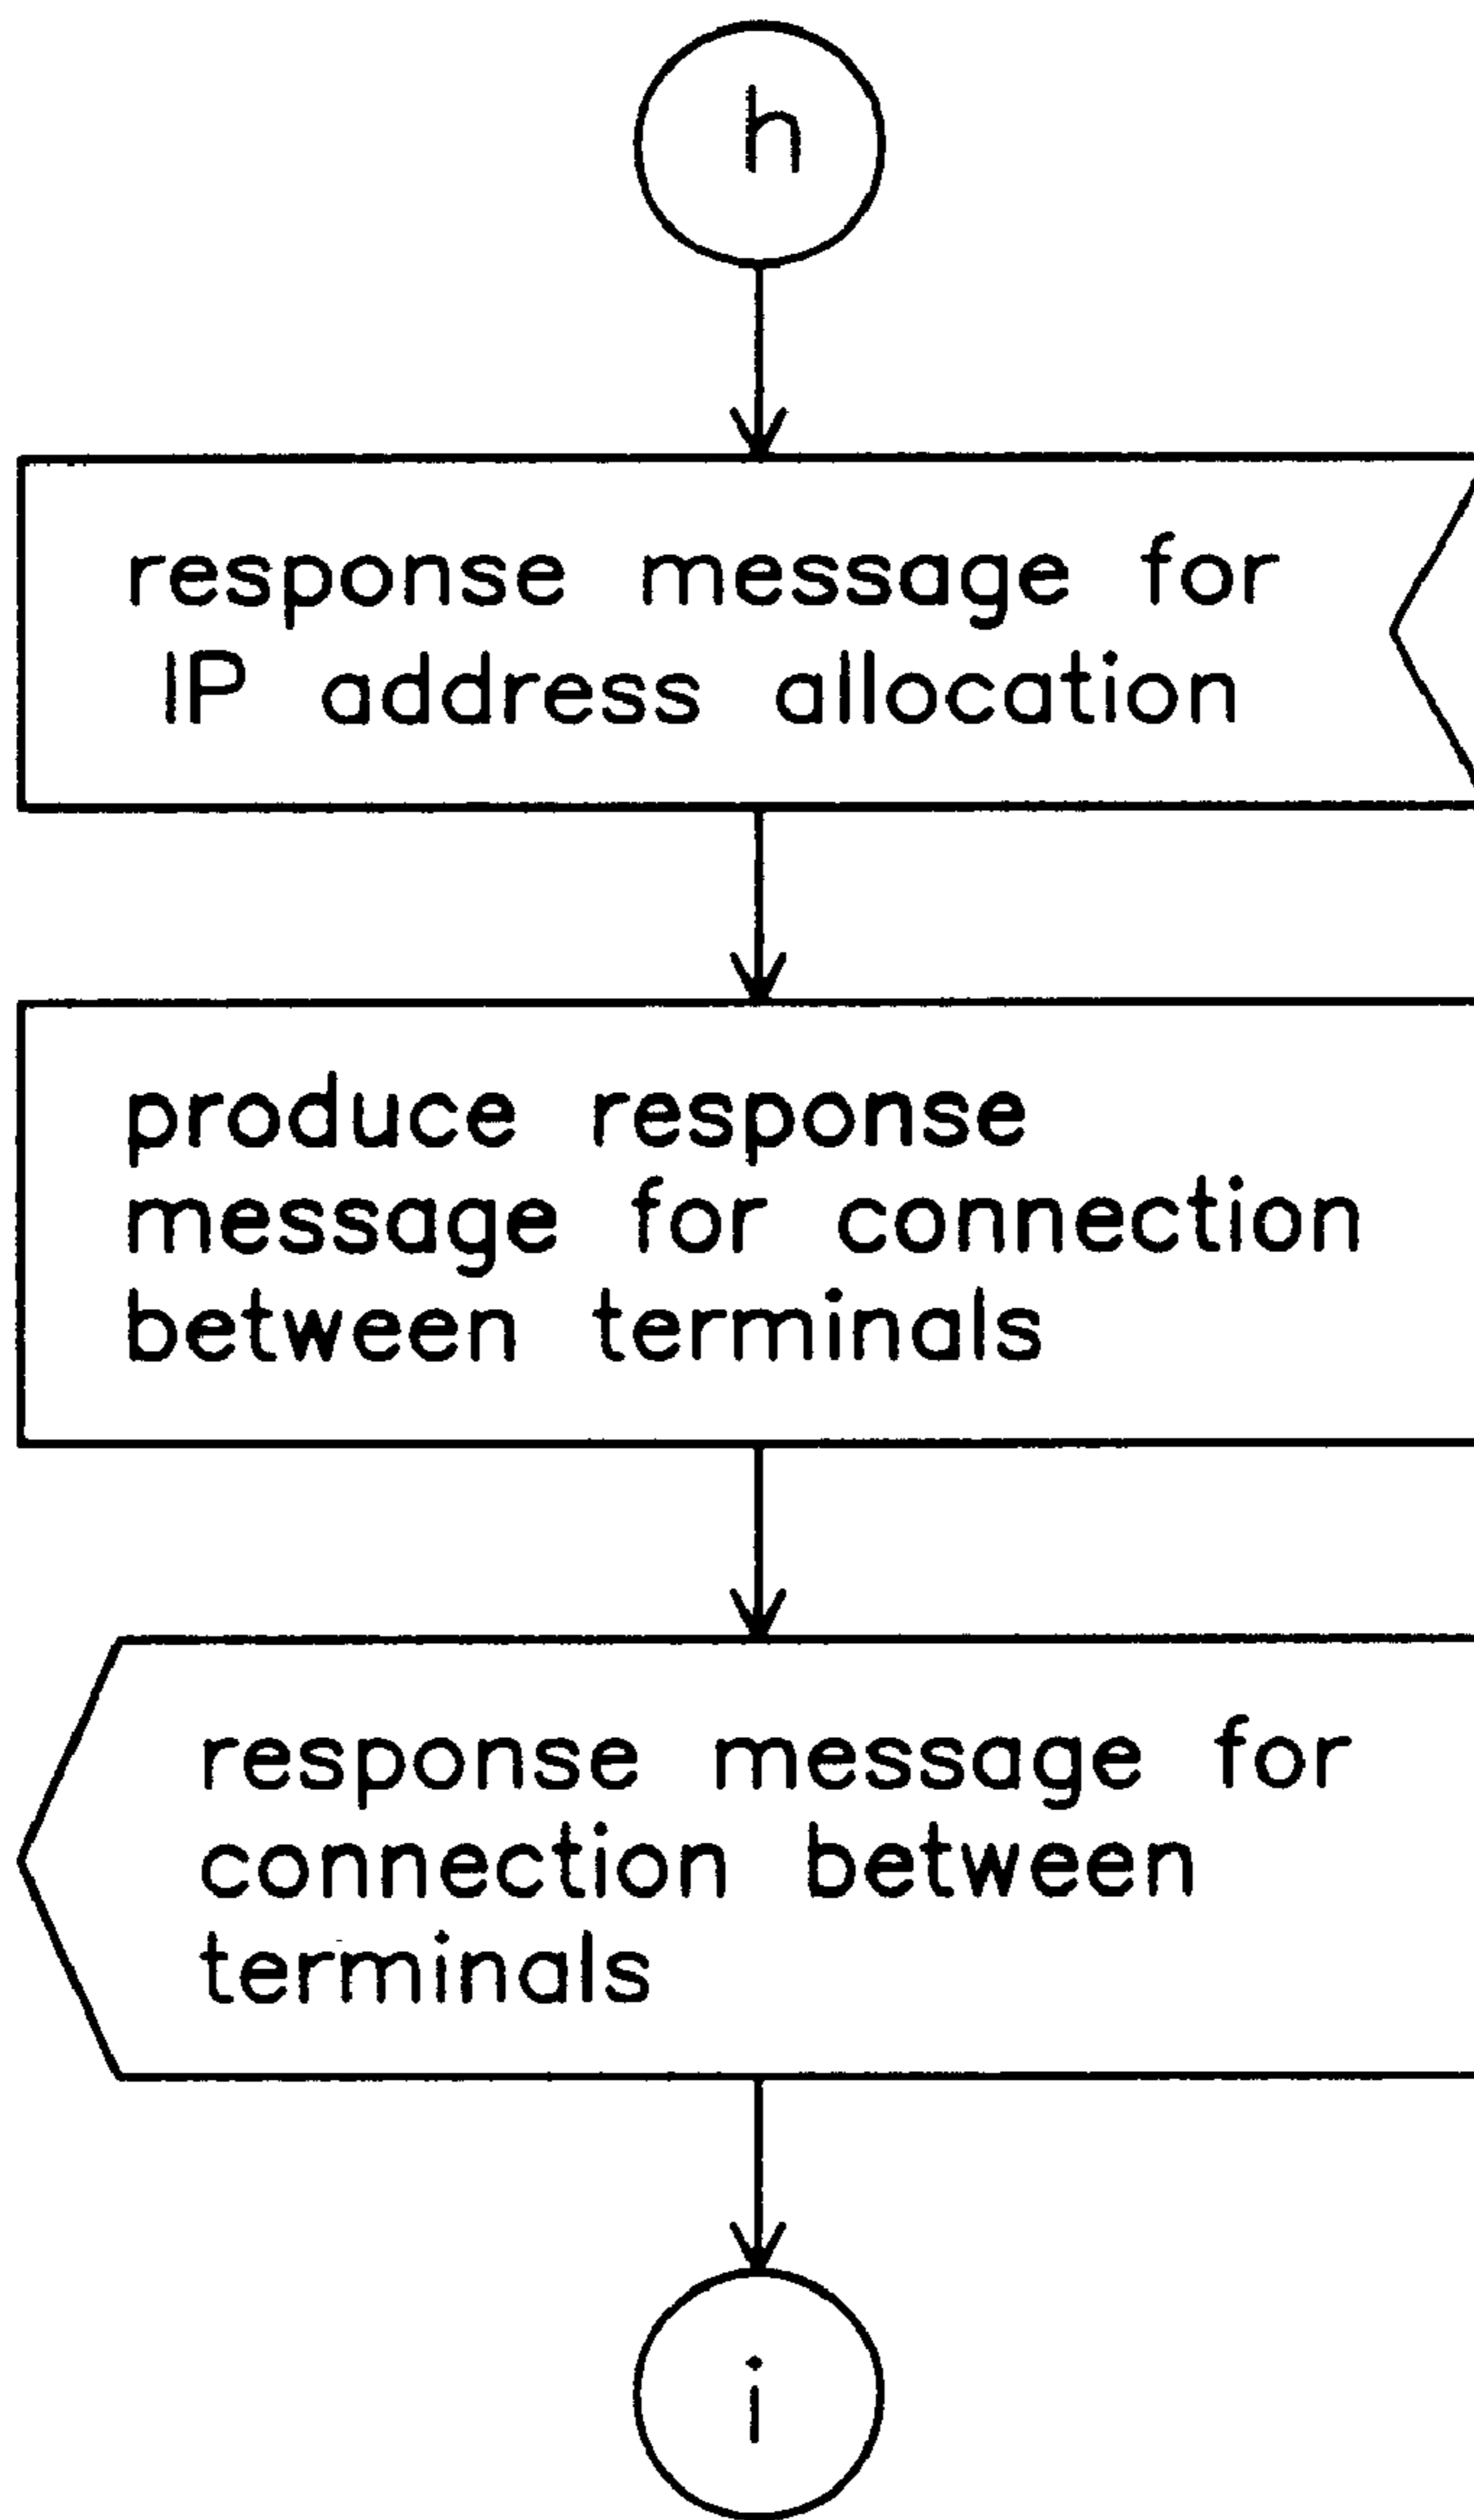 h
response message for
IP address allocation
produce response
message for connection
between terminals
response message for
connection between
terminals
i